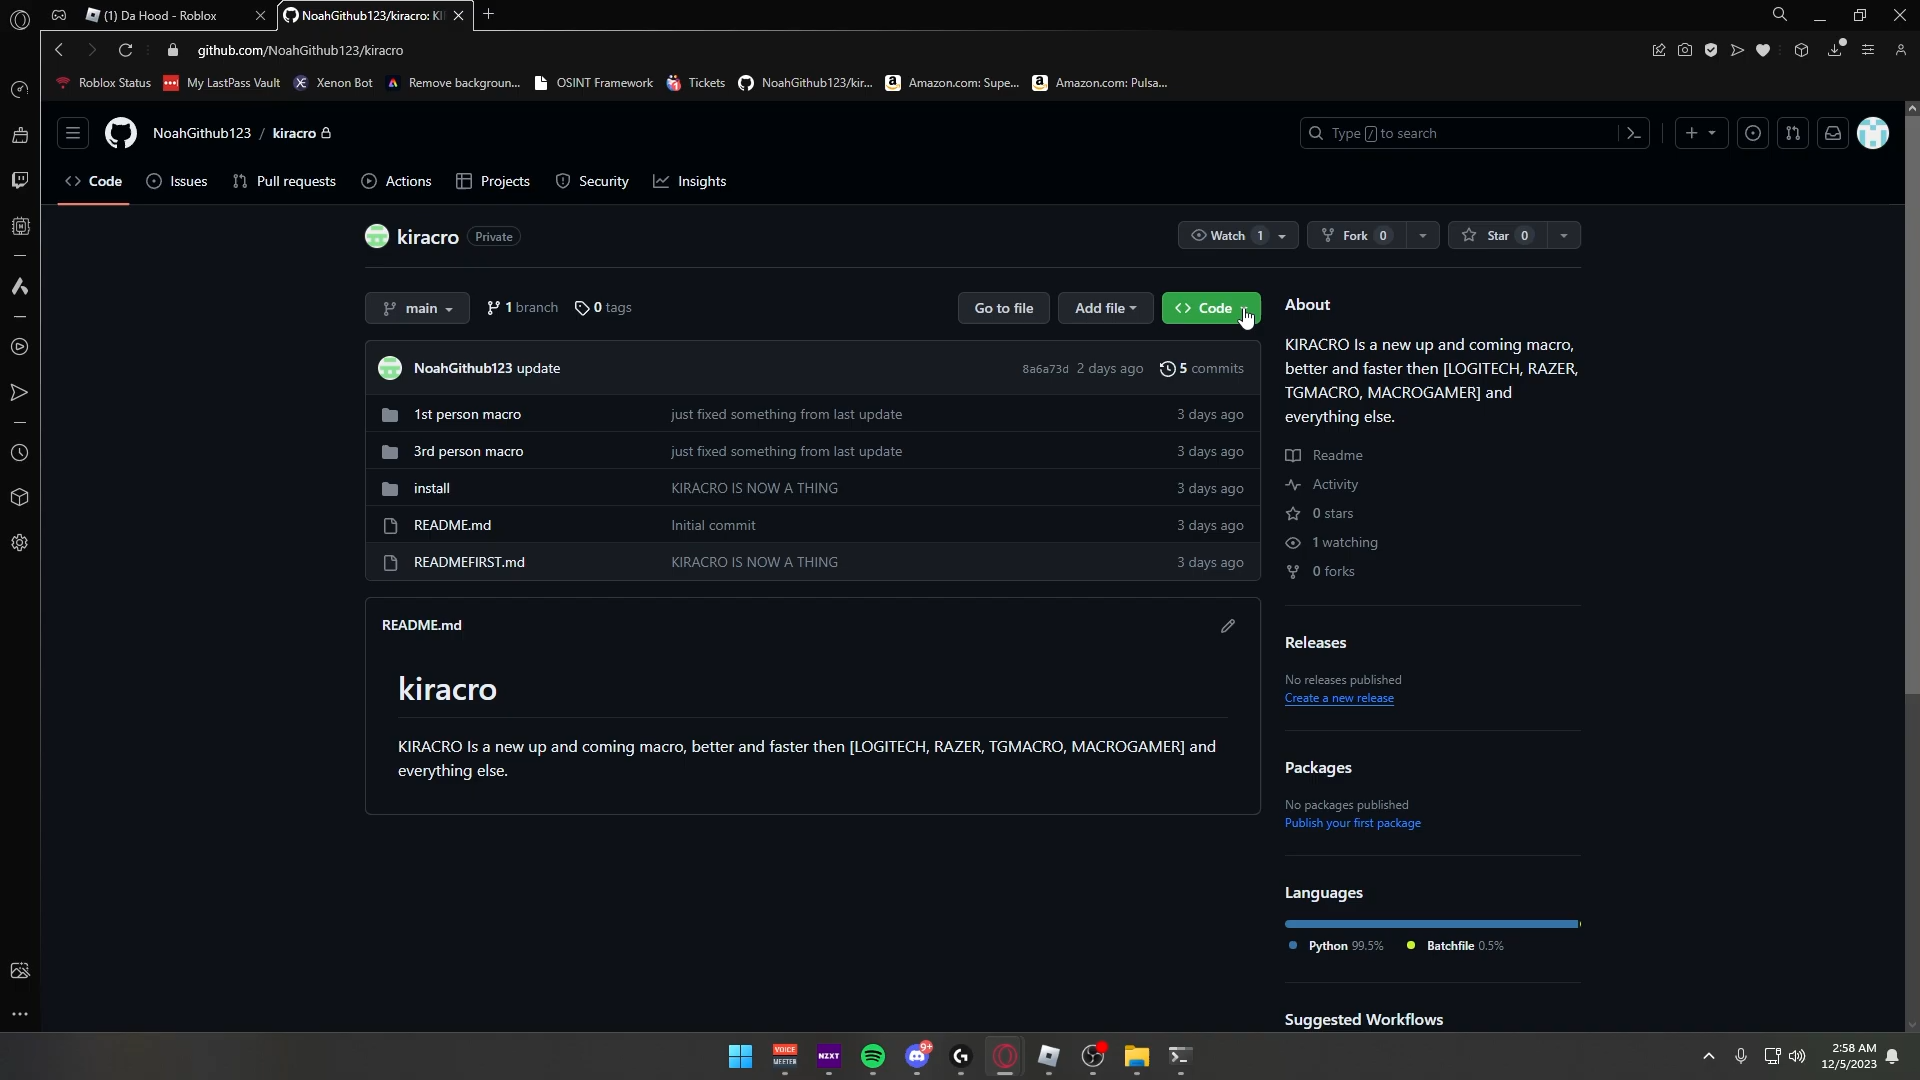 (1) Da Hood - Roblox
NoahGithub123/kiracro: KI
github.com/NoahGithub123/kiracro
Roblox Status
My LastPass Vault
Xenon Bot
Remove backgroun...
OSINT Framework
Tickets
NoahGithub123/kir...
Amazon.com: Supe...
Amazon.com: Pulsa...
NoahGithub123 / kiracro
Type / to search
Code
Issues
Pull requests
Actions
Projects
Security
Insights
kiracro Private
Watch 1
Fork 0
Star 0
main
1 branch
0 tags
Go to file
Add file
Code
NoahGithub123 update
8a6a73d 2 days ago
5 commits
1st person macro just fixed something from last update 3 days ago
3rd person macro just fixed something from last update 3 days ago
install KIRACRO IS NOW A THING 3 days ago
README.md Initial commit 3 days ago
READMEFIRST.md KIRACRO IS NOW A THING 3 days ago
README.md
kiracro
KIRACRO Is a new up and coming macro, better and faster then [LOGITECH, RAZER, TGMACRO, MACROGAMER] and
everything else.
About
KIRACRO Is a new up and coming macro,
better and faster then [LOGITECH, RAZER,
TGMACRO, MACROGAMER] and
everything else.
Readme
Activity
0 stars
1 watching
0 forks
Releases
No releases published
Create a new release
Packages
No packages published
Publish your first package
Languages
Python 99.5%
Batchfile 0.5%
Suggested Workflows
VOICE
MEETER
NZXT
9+
2:58 AM
12/5/2023